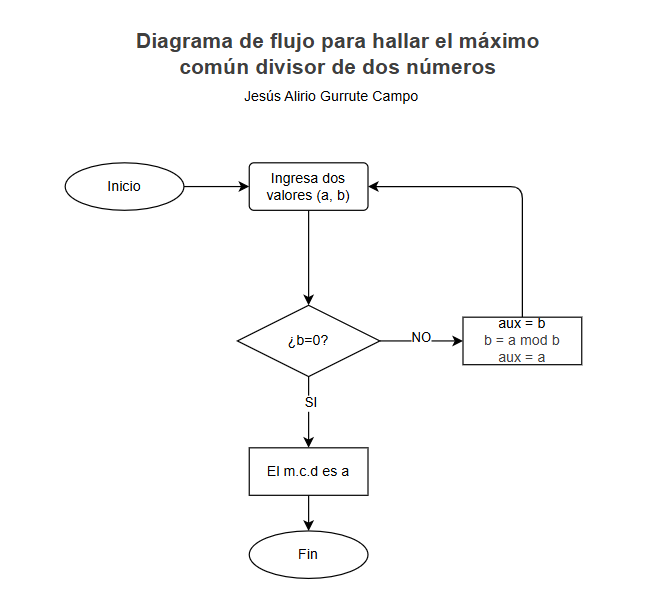 Diagrama de flujo para hallar el máximo
común divisor de dos números
Jesús Alirio Gurrute Campo
Inicio
Ingresa dos
valores (a, b)
¿b=0?
NO
aux = b
b = a mod b
aux = a
SI
El m.c.d es a
Fin